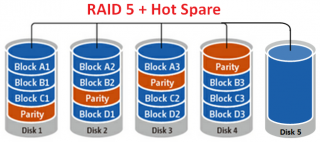 RAID 5 + Hot Spare
Block A1 Block A2 Block A3 Parity
Block B1 Block B2 Parity Block B3
Block C1 Parity Block C2 Block C3
Parity Block D1 Block D2 Block D3
Disk 1 Disk 2 Disk 3 Disk 4 Disk 5